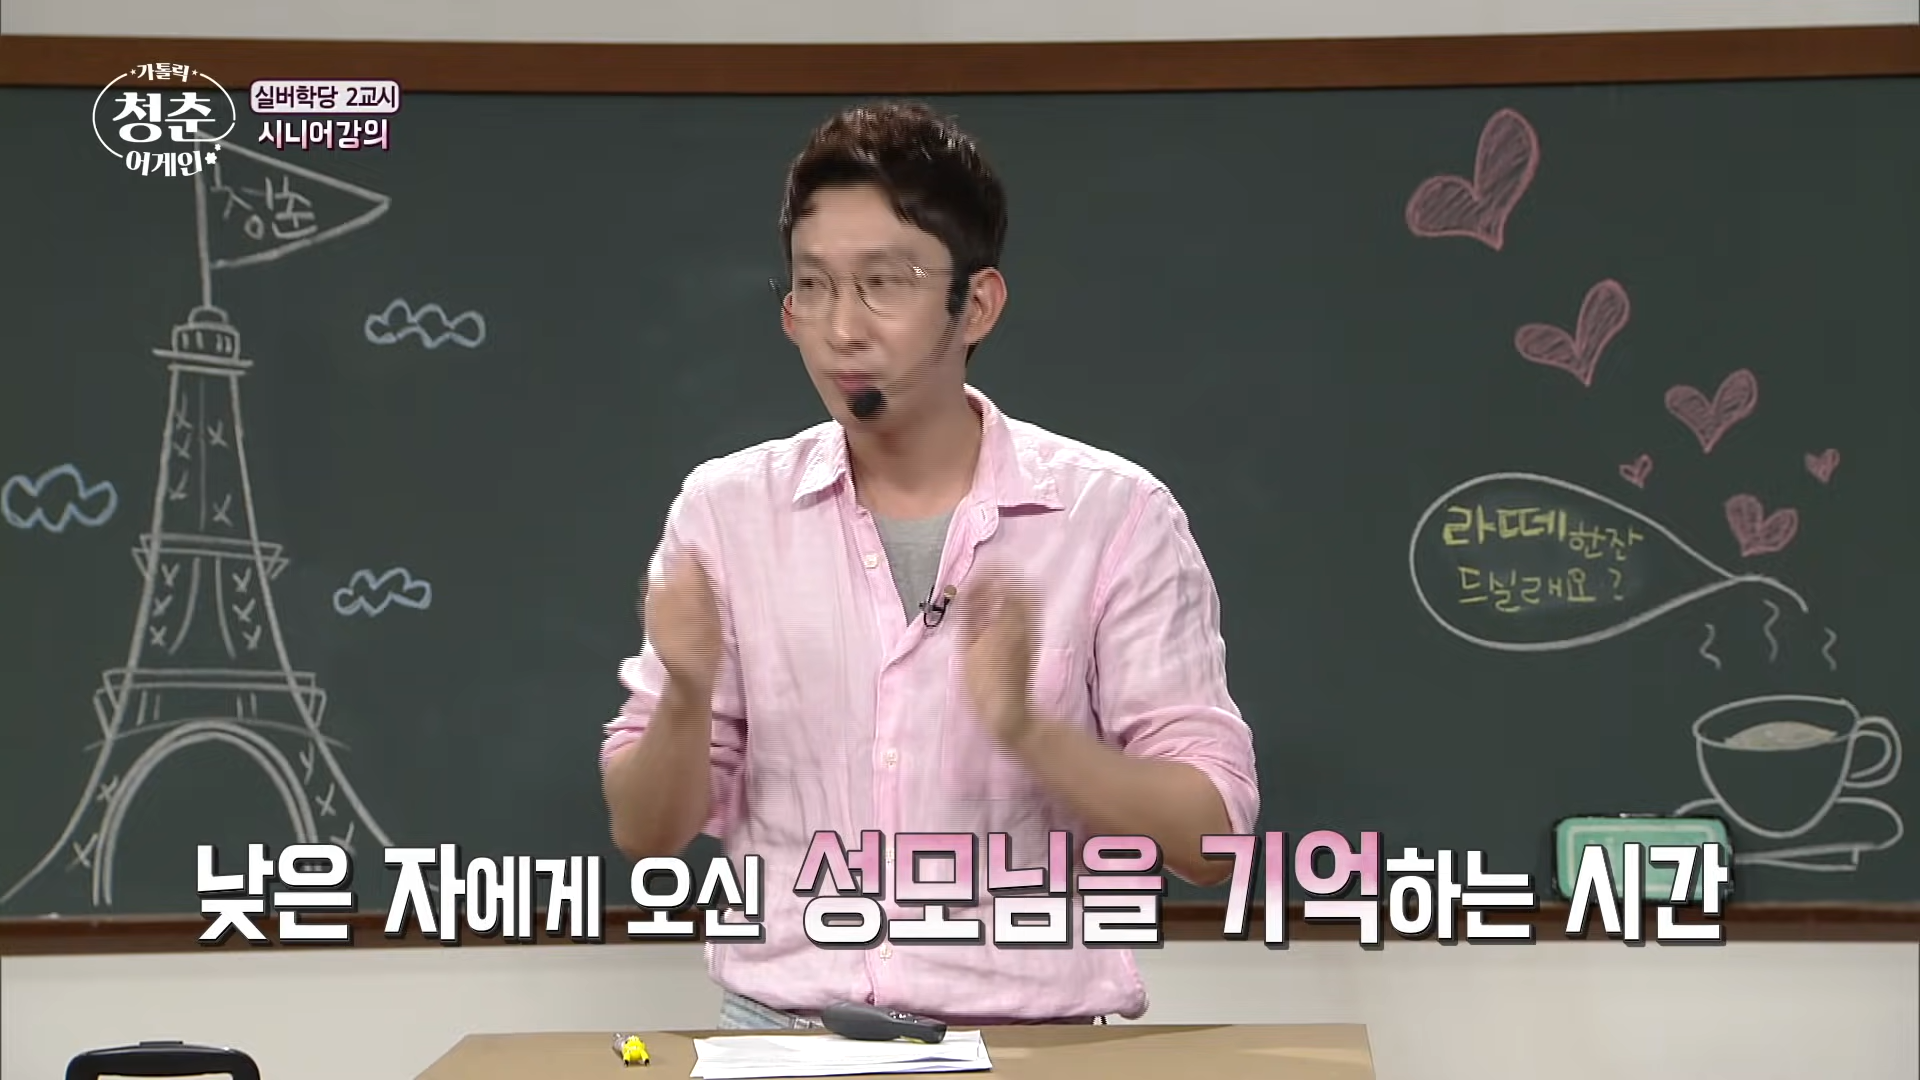 가톨릭
청춘
어게인
실버학당 2교시
시니어강의
청춘
라떼한잔
드실래요?
낮은 자에게 오신 성모님을 기억하는 시간